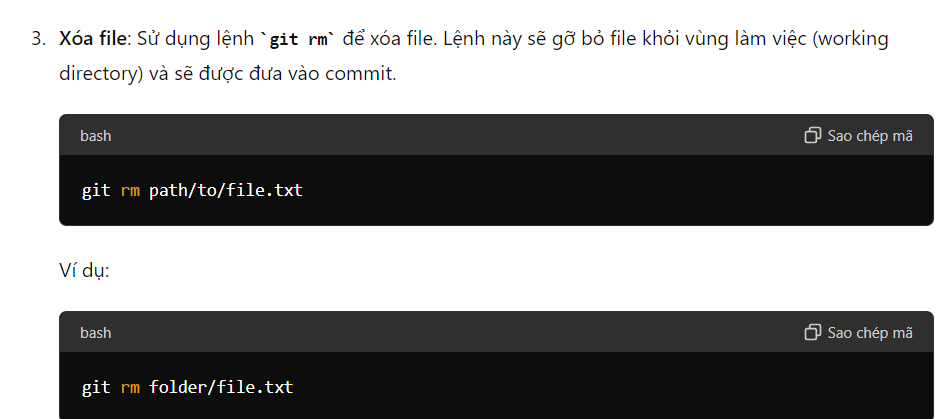 3. Xóa file: Sử dụng lệnh `git rm` để xóa file. Lệnh này sẽ gỡ bỏ file khỏi vùng làm việc (working
directory) và sẽ được đưa vào commit.
bash Sao chép mã
git rm path/to/file.txt
Ví dụ:
bash Sao chép mã
git rm folder/file.txt